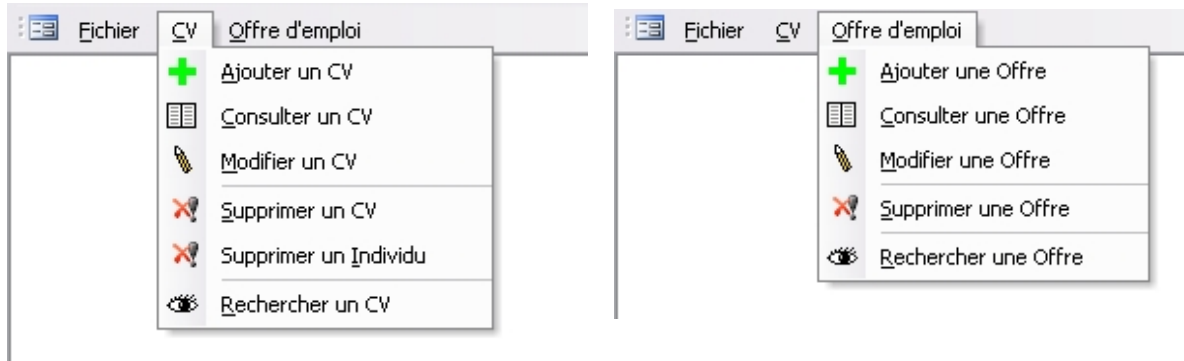 Fichier CV Offre d'emploi
Ajouter un CV
Consulter un CV
Modifier un CV
Supprimer un CV
Supprimer un Individu
Rechercher un CV
Fichier CV Offre d'emploi
Ajouter une Offre
Consulter une Offre
Modifier une Offre
Supprimer une Offre
Rechercher une Offre